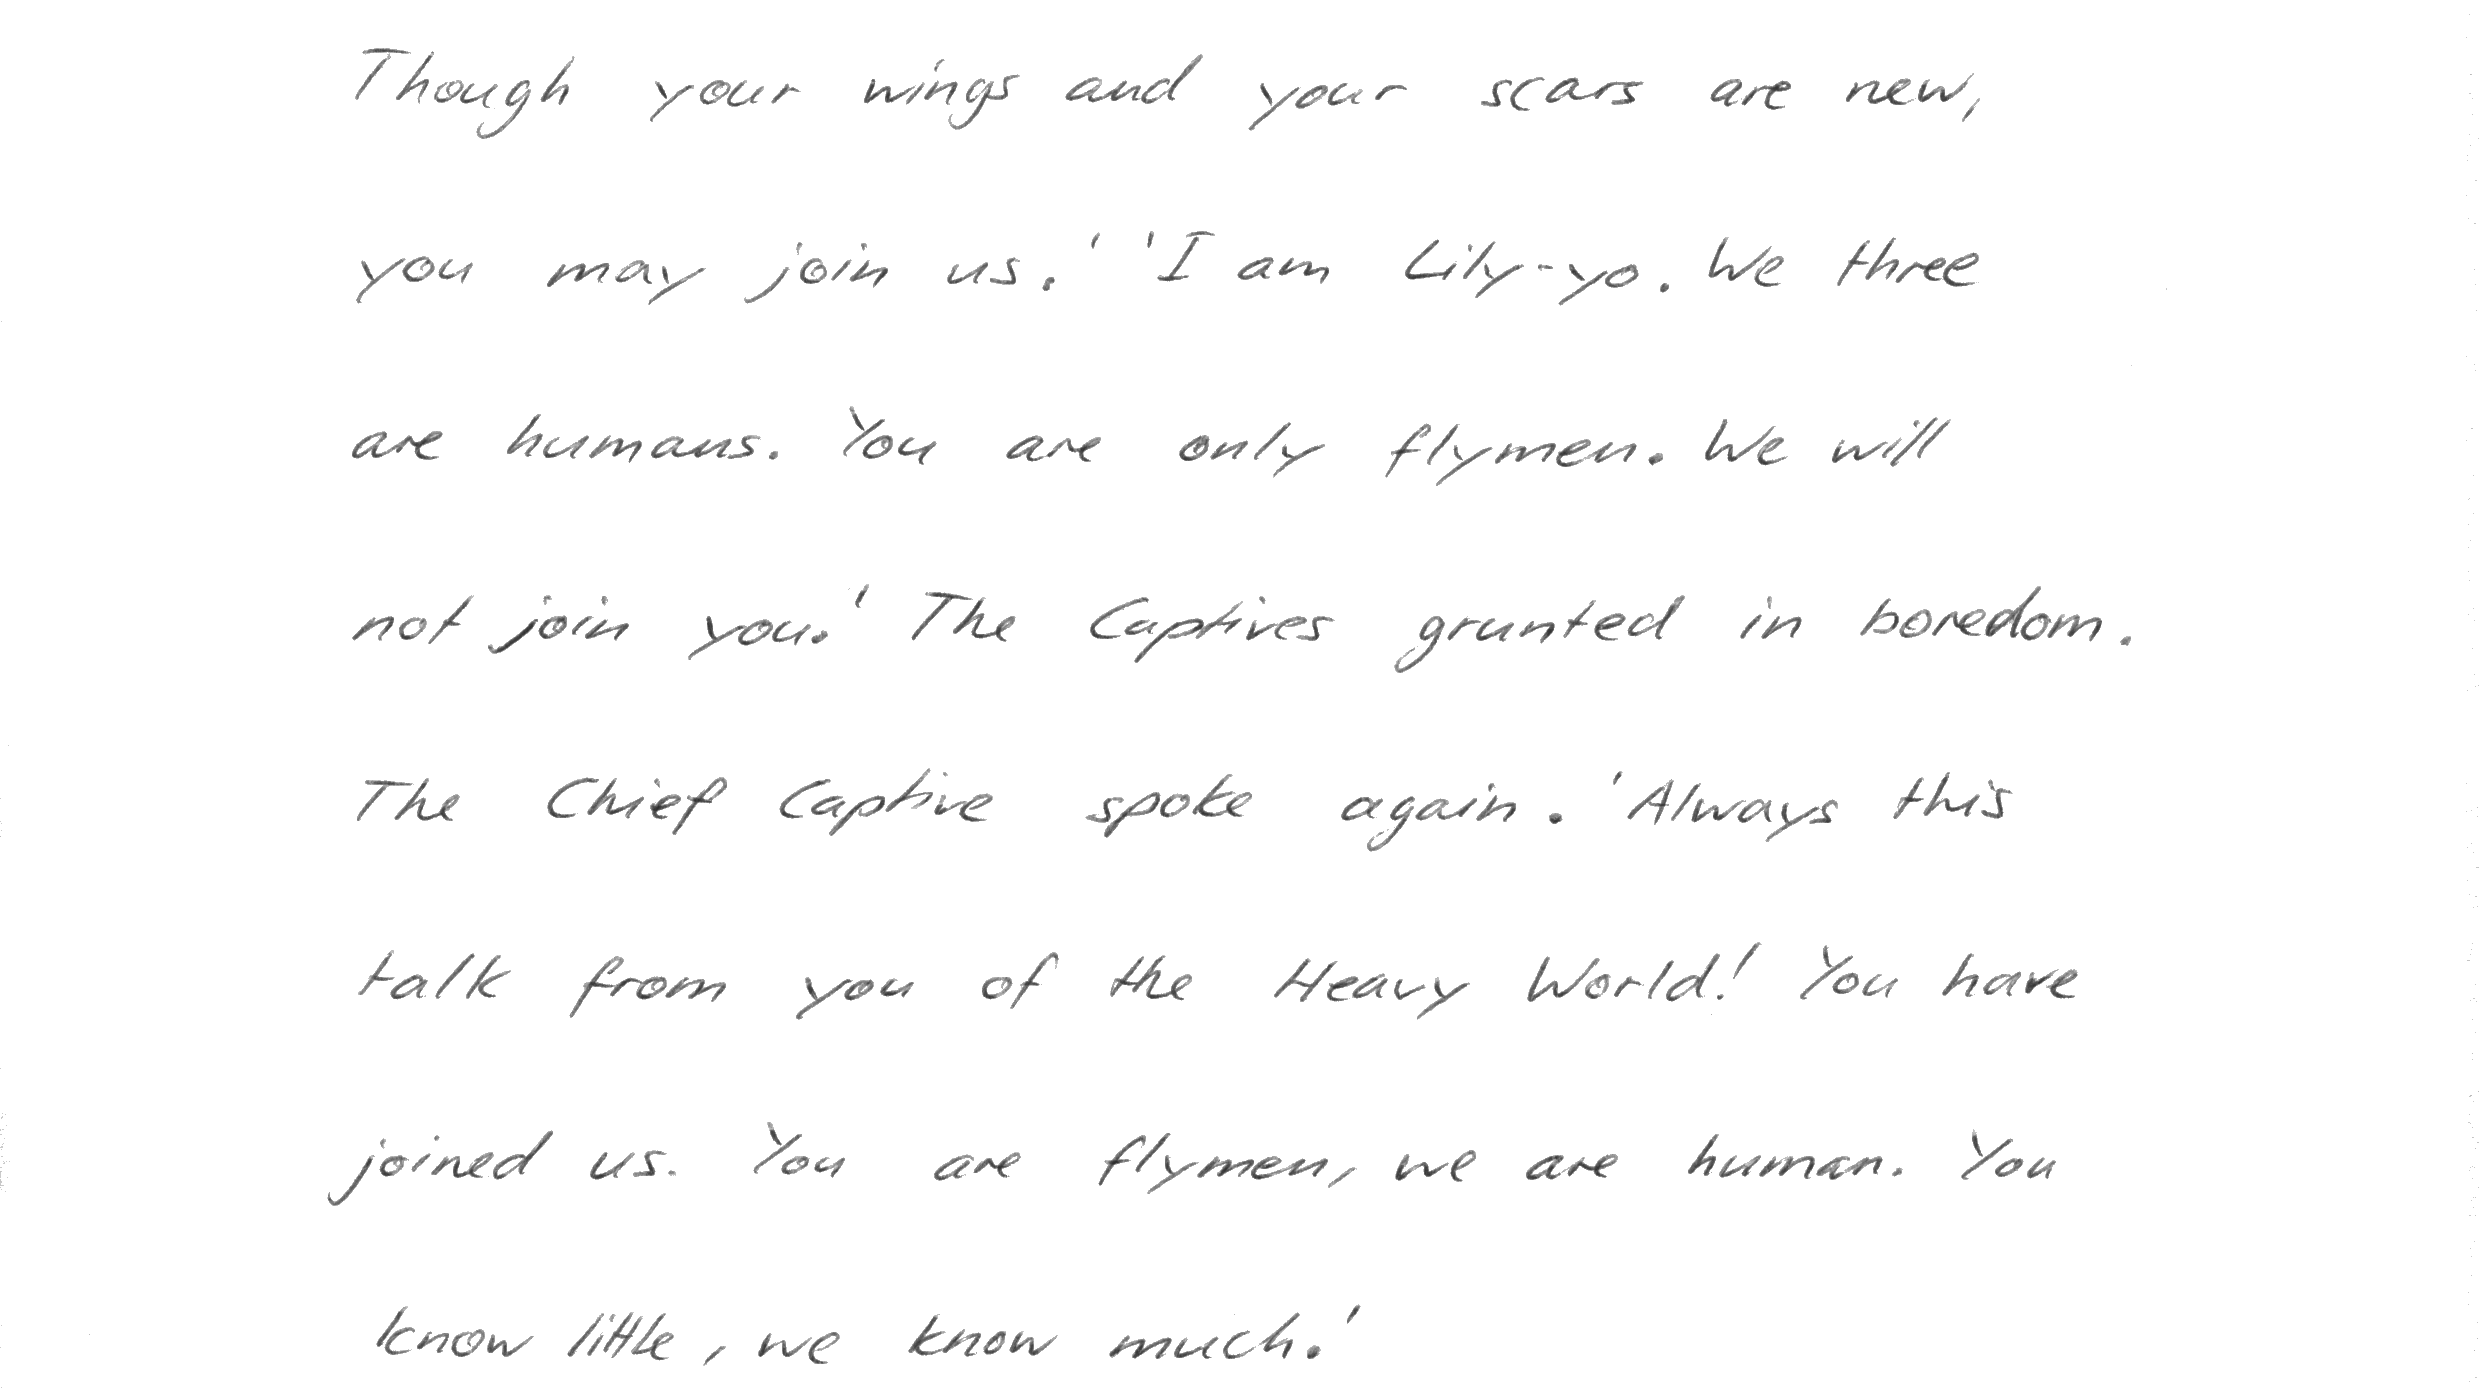 Though your wings and your scars are new,
you may join us.' 'I am Lily-yo. We three
are humans. You are only flymen. We will
not join you.' The Captives grunted in boredom.
The Chief Captive spoke again. 'Always this
talk from you of the Heavy World! You have
joined us. You are flymen, we are human. You
know little, we know much.'